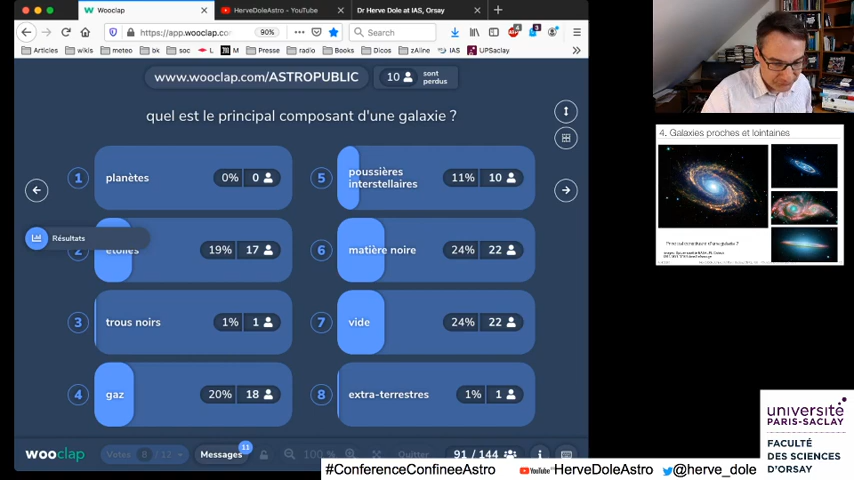 Wooclap
HerveDoleAstro - YouTube
Dr Herve Dole at IAS, Orsay
https://app.wooclap.co
90%
Search
Articles
wikis
meteo
bk
soc
L
M
Presse
radio
Books
Dicos
zAline
IAS
UPSaclay
www.wooclap.com/ASTROPUBLIC
10
sont
perdus
quel est le principal composant d'une galaxie ?
1 planètes 0% 0
2 étoiles 19% 17
3 trous noirs 1% 1
4 gaz 20% 18
5 poussières
interstellaires 11% 10
6 matière noire 24% 22
7 vide 24% 22
8 extra-terrestres 1% 1
Résultats
wooclap
Votes 8 / 17
Messages
11
100 %
Quitter
91 / 144
4. Galaxies proches et lointaines
#ConferenceConfineeAstro
YouTube
HerveDoleAstro
@herve_dole
université
PARIS-SACLAY
FACULTÉ
DES SCIENCES
D'ORSAY